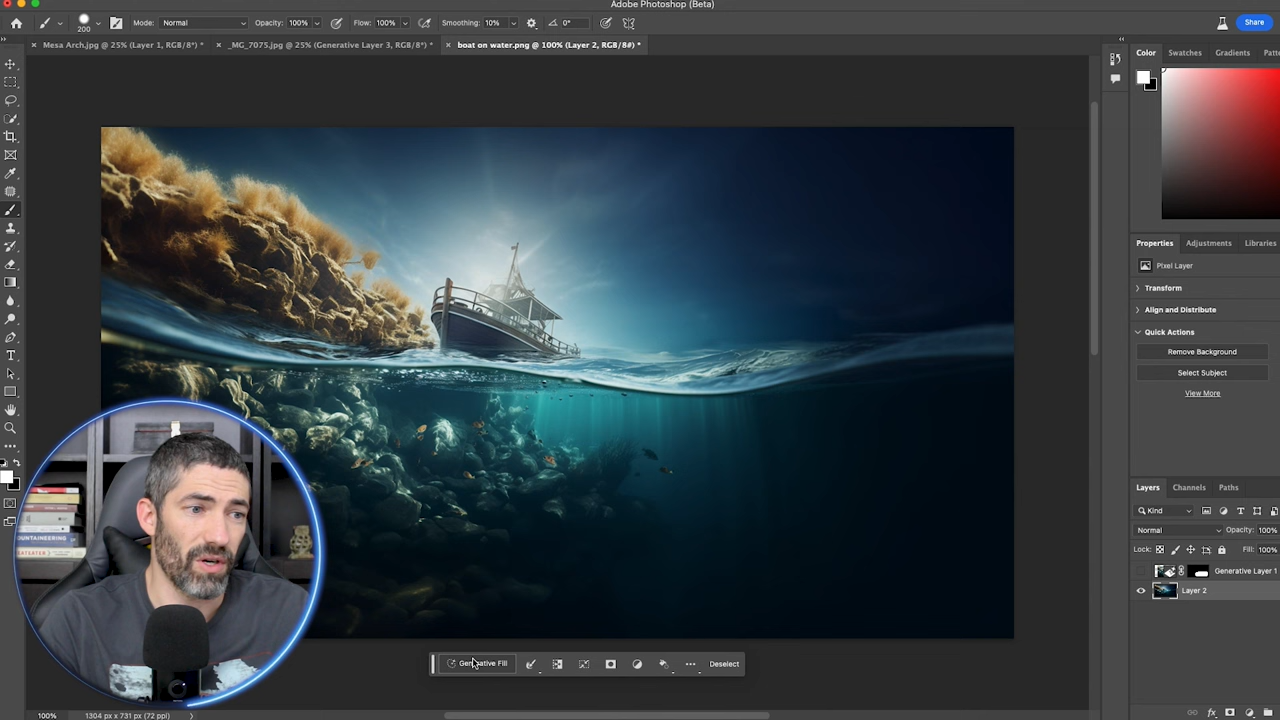 Adobe Photoshop (Beta)
200
Mode: Normal
Opacity: 100%
Flow: 100%
Smoothing: 10%
0°
Share
Mesa Arch.jpg @ 25% (Layer 1, RGB/8*) *
_MG_7075.jpg @ 25% (Generative Layer 3, RGB/8*) *
boat on water.png @ 100% (Layer 2, RGB/8#) *
Color
Swatches
Gradients
Patte
Properties
Adjustments
Libraries
Pixel Layer
Transform
Align and Distribute
Quick Actions
Remove Background
Select Subject
View More
Layers
Channels
Paths
Kind
Normal
Opacity: 100%
Lock:
Fill: 100%
Generative Layer 1
Layer 2
MOUNTAINEERING
EATEATER
Generative Fill
Deselect
100%
1304 px x 731 px (72 ppi)